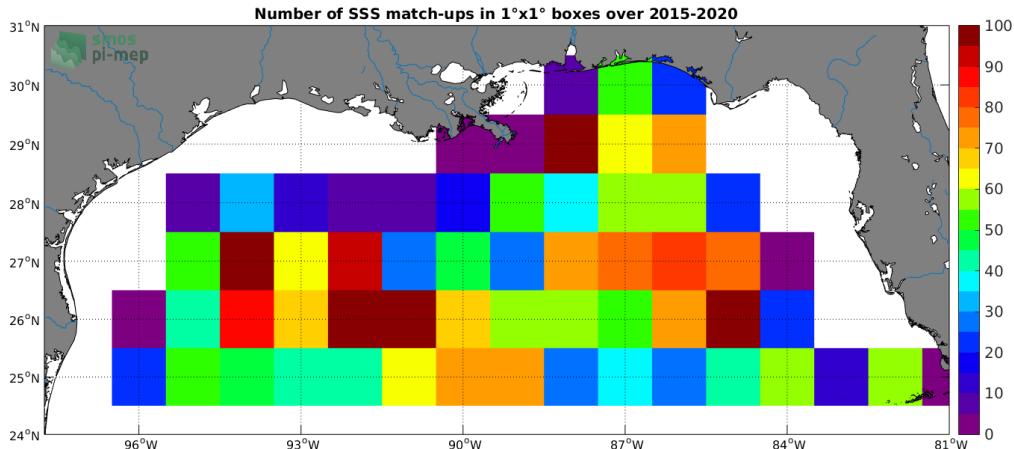 Number of SSS match-ups in 1°x1° boxes over 2015-2020
smos
pi-mep
31°N
30°N
29°N
28°N
27°N
26°N
25°N
24°N
96°W
93°W
90°W
87°W
84°W
81°W
100
90
80
70
60
50
40
30
20
10
0